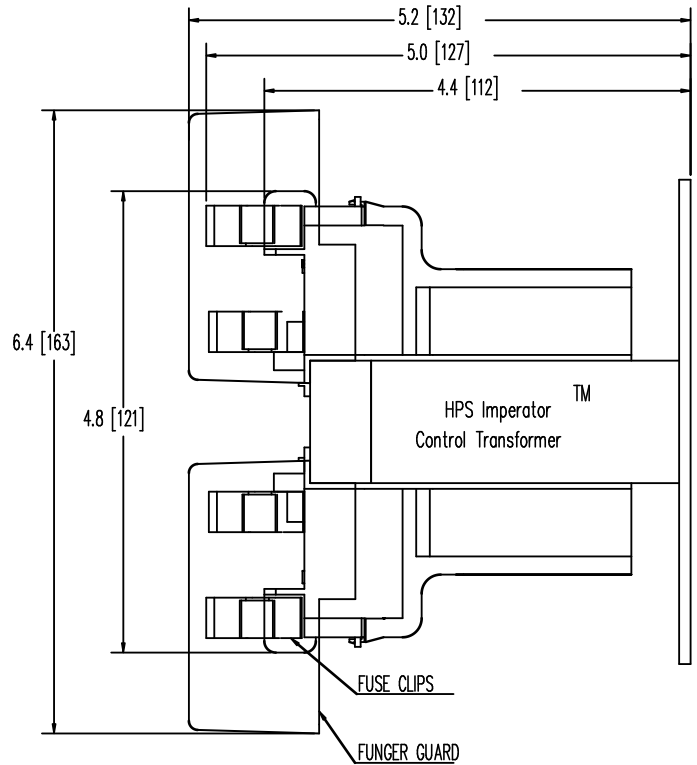 5.2 [132]
5.0 [127]
4.4 [112]
6.4 [163]
4.8 [121]
HPS Imperator TM
Control Transformer
FUSE CLIPS
FUNGER GUARD